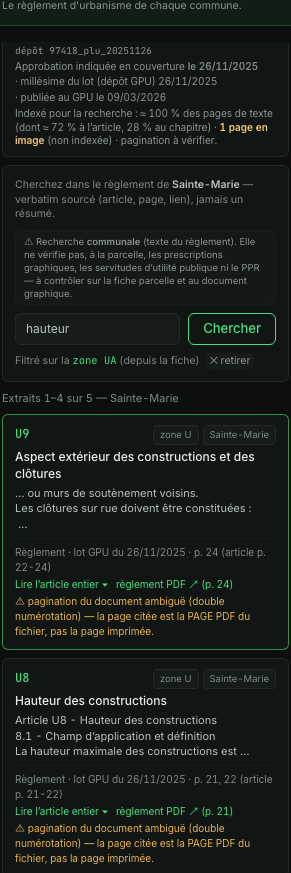 Le règlement d'urbanisme de chaque commune.
dépôt 97418_plu_20251126
Approbation indiquée en couverture le 26/11/2025
· millésime du lot (dépôt GPU) 26/11/2025
· publiée au GPU le 09/03/2026
Indexé pour la recherche : ≈ 100 % des pages de texte
(dont ≈ 72 % à l'article, 28 % au chapitre) · 1 page en
image (non indexée) · pagination à vérifier.
Cherchez dans le règlement de Sainte-Marie —
verbatim sourcé (article, page, lien), jamais un
résumé.
⚠ Recherche communale (texte du règlement). Elle
ne vérifie pas, à la parcelle, les prescriptions
graphiques, les servitudes d'utilité publique ni le PPR
— à contrôler sur la fiche parcelle et au document
graphique.
hauteur
Chercher
Filtré sur la zone UA (depuis la fiche) ✕ retirer
Extraits 1–4 sur 5 — Sainte-Marie
U9 zone U Sainte-Marie
Aspect extérieur des constructions et des
clôtures
… ou murs de soutènement voisins.
Les clôtures sur rue doivent être constituées :
…
Règlement · lot GPU du 26/11/2025 · p. 24 (article p.
22-24)
Lire l'article entier ▾ règlement PDF ↗ (p. 24)
⚠ pagination du document ambiguë (double
numérotation) — la page citée est la PAGE PDF du
fichier, pas la page imprimée.
U8 zone U Sainte-Marie
Hauteur des constructions
Article U8 - Hauteur des constructions
8.1 - Champ d'application et définition
La hauteur maximale des constructions est …
Règlement · lot GPU du 26/11/2025 · p. 21, 22 (article
p. 21-22)
Lire l'article entier ▾ règlement PDF ↗ (p. 21)
⚠ pagination du document ambiguë (double
numérotation) — la page citée est la PAGE PDF du
fichier, pas la page imprimée.